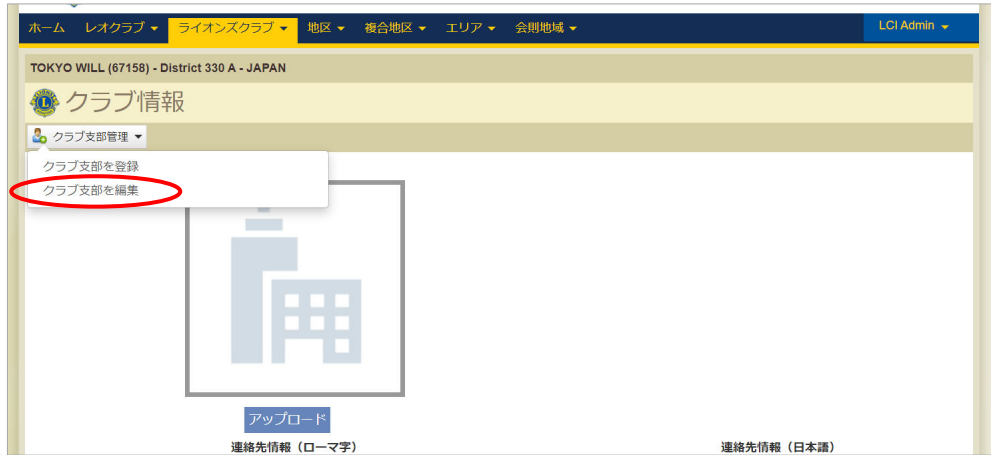 ホーム レオクラブ ライオンズクラブ 地区 複合地区 エリア 会則地域 LCI Admin
TOKYO WILL (67158) - District 330 A - JAPAN
クラブ情報
クラブ支部管理
クラブ支部を登録
クラブ支部を編集
アップロード
連絡先情報（ローマ字） 連絡先情報（日本語）